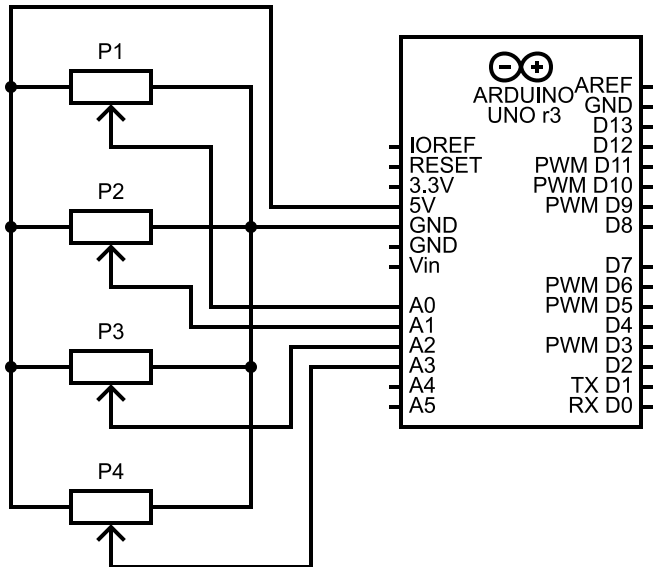 P1
P2
P3
P4
ARDUINO
UNO r3
IOREF
RESET
3.3V
5V
GND
GND
Vin
A0
A1
A2
A3
A4
A5
AREF
GND
D13
D12
PWM D11
PWM D10
PWM D9
D8
D7
PWM D6
PWM D5
D4
PWM D3
D2
TX D1
RX D0